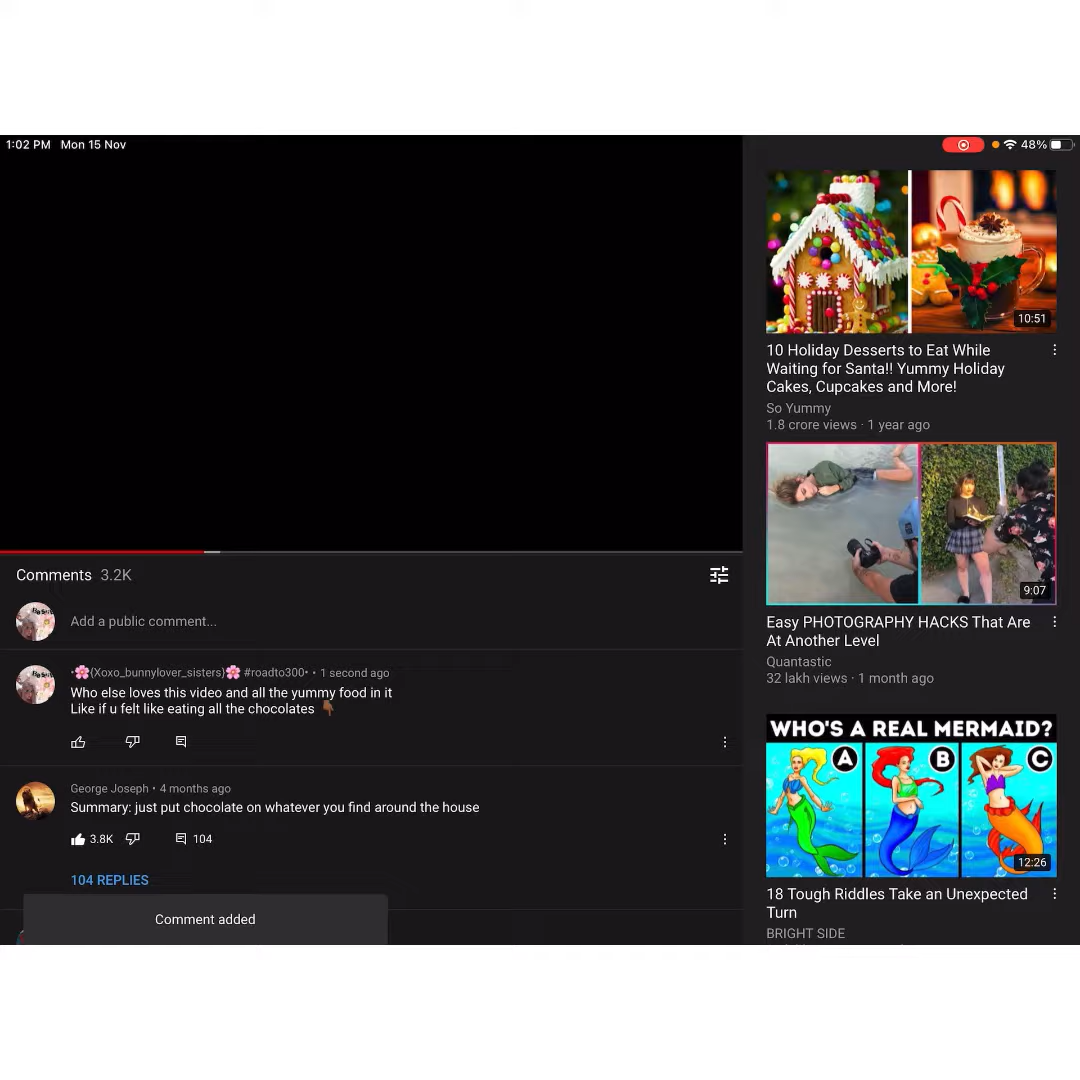 1:02 PM Mon 15 Nov
48%
Comments 3.2K
Add a public comment...
•🌸{Xoxo_bunnylover_sisters}🌸 #roadto300• • 1 second ago
Who else loves this video and all the yummy food in it
Like if u felt like eating all the chocolates 👇🏾
George Joseph • 4 months ago
Summary: just put chocolate on whatever you find around the house
3.8K 104
104 REPLIES
Comment added
10:51
10 Holiday Desserts to Eat While
Waiting for Santa!! Yummy Holiday
Cakes, Cupcakes and More!
So Yummy
1.8 crore views · 1 year ago
9:07
Easy PHOTOGRAPHY HACKS That Are
At Another Level
Quantastic
32 lakh views · 1 month ago
WHO'S A REAL MERMAID?
A B C
12:26
18 Tough Riddles Take an Unexpected
Turn
BRIGHT SIDE